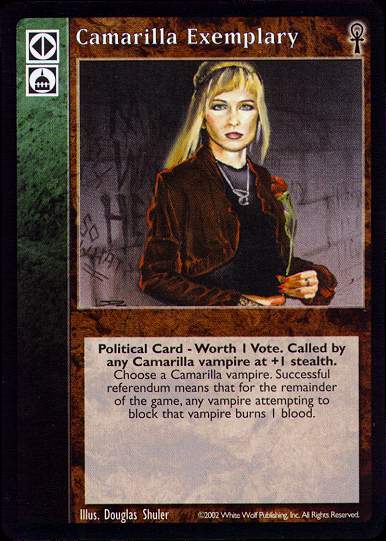 Camarilla Exemplary
SO
WHAT
Political Card - Worth 1 Vote. Called by
any Camarilla vampire at +1 stealth.
Choose a Camarilla vampire. Successful
referendum means that for the remainder
of the game, any vampire attempting to
block that vampire burns 1 blood.
Illus. Douglas Shuler
©2002 White Wolf Publishing, Inc. All Rights Reserved.